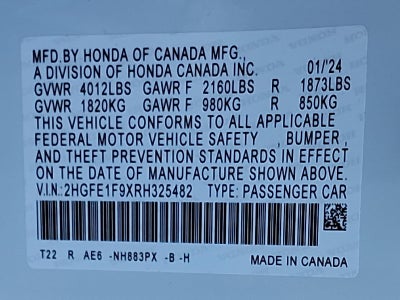 MFD.BY HONDA OF CANADA MFG.,
A DIVISION OF HONDA CANADA INC. 01/'24
GVWR 4012LBS GAWR F 2160LBS R 1873LBS
GVWR 1820KG GAWR F 980KG R 850KG
THIS VEHICLE CONFORMS TO ALL APPLICABLE
FEDERAL MOTOR VEHICLE SAFETY , BUMPER,
AND THEFT PREVENTION STANDARDS IN EFFECT
ON THE DATE OF MANUFACTURE SHOWN ABOVE.
V.I.N.:2HGFE1F9XRH325482 TYPE: PASSENGER CAR
T22 R AE6 -NH883PX -B -H
MADE IN CANADA